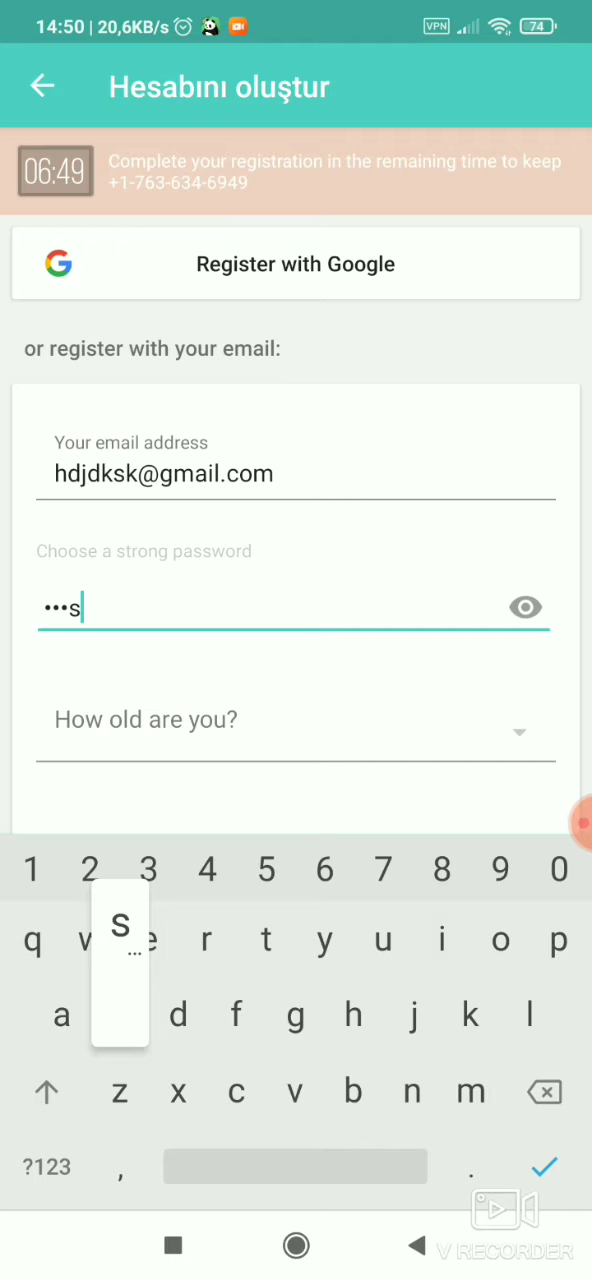 14:50 | 20,6KB/s
VPN
74
Hesabını oluştur
06:49
Complete your registration in the remaining time to keep
+1-763-634-6949
Register with Google
or register with your email:
Your email address
hdjdksk@gmail.com
Choose a strong password
•••s
How old are you?
1 2 3 4 5 6 7 8 9 0
q w e r t y u i o p
s
...
a d f g h j k l
z x c v b n m
?123 , .
V RECORDER